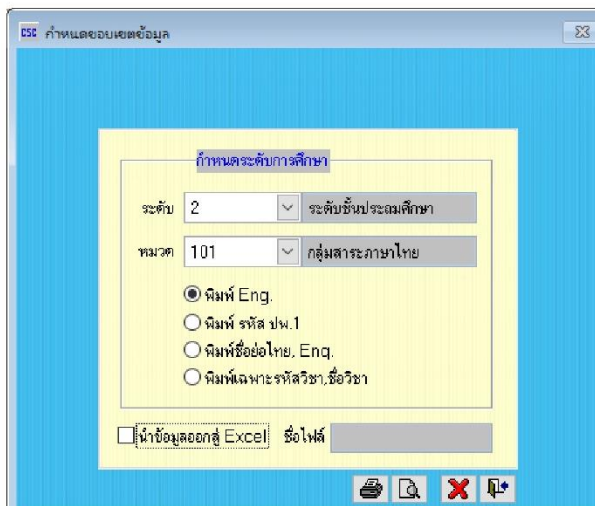 CSC กำหนดขอบเขตข้อมูล
กำหนดระดับการศึกษา
ระดับ 2 ระดับชั้นประถมศึกษา
หมวด 101 กลุ่มสาระภาษาไทย
พิมพ์ Eng.
พิมพ์ รหัส ปพ.1
พิมพ์ชื่อย่อไทย, Eng.
พิมพ์เฉพาะรหัสวิชา,ชื่อวิชา
นำข้อมูลออกสู่ Excel ชื่อไฟล์